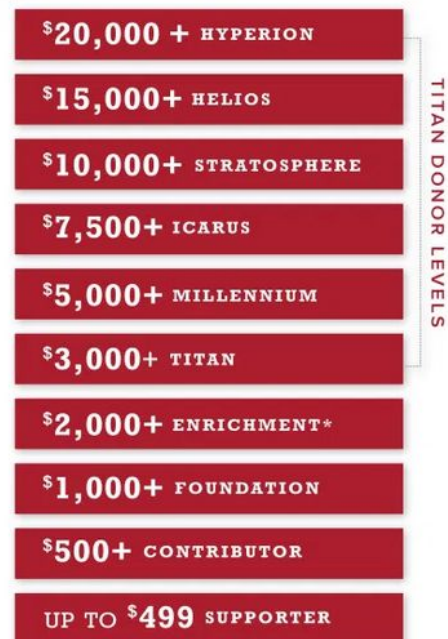 $20,000 + HYPERION
$15,000+ HELIOS
$10,000+ STRATOSPHERE
$7,500+ ICARUS
$5,000+ MILLENNIUM
$3,000+ TITAN
$2,000+ ENRICHMENT*
$1,000+ FOUNDATION
$500+ CONTRIBUTOR
UP TO $499 SUPPORTER
TITAN DONOR LEVELS